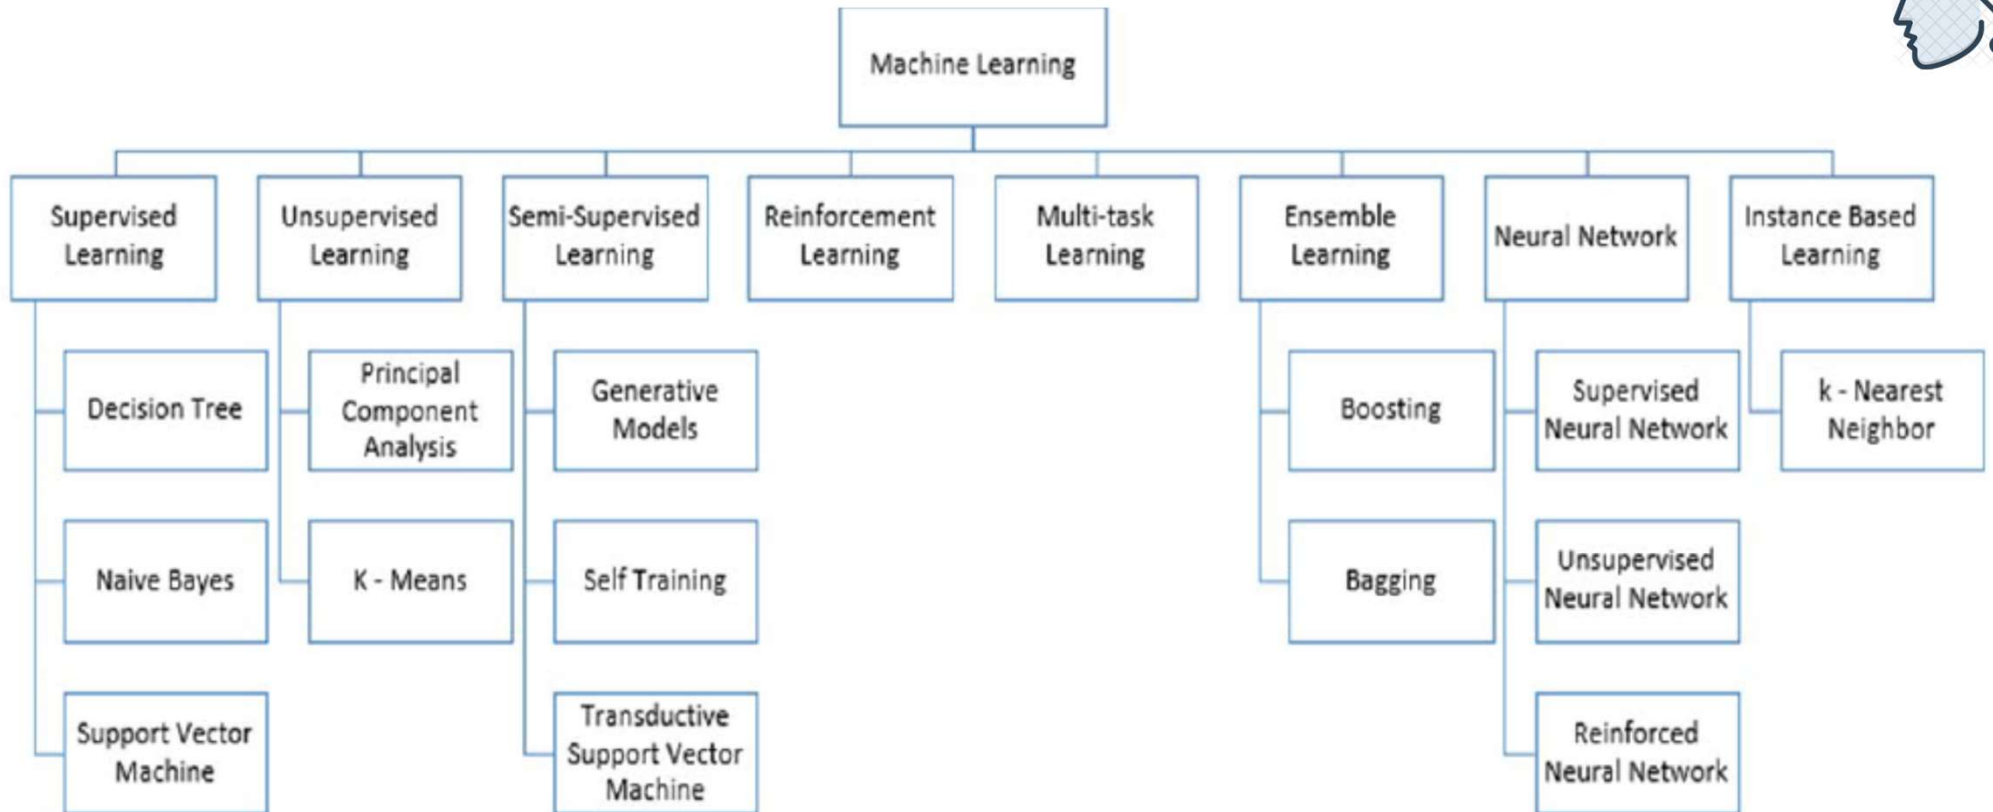 Machine Learning
Supervised
Learning
Unsupervised
Learning
Semi-Supervised
Learning
Reinforcement
Learning
Multi-task
Learning
Ensemble
Learning
Neural Network
Instance Based
Learning
Decision Tree
Principal
Component
Analysis
Generative
Models
Boosting
Supervised
Neural Network
k - Nearest
Neighbor
Naive Bayes
K - Means
Self Training
Bagging
Unsupervised
Neural Network
Support Vector
Machine
Transductive
Support Vector
Machine
Reinforced
Neural Network